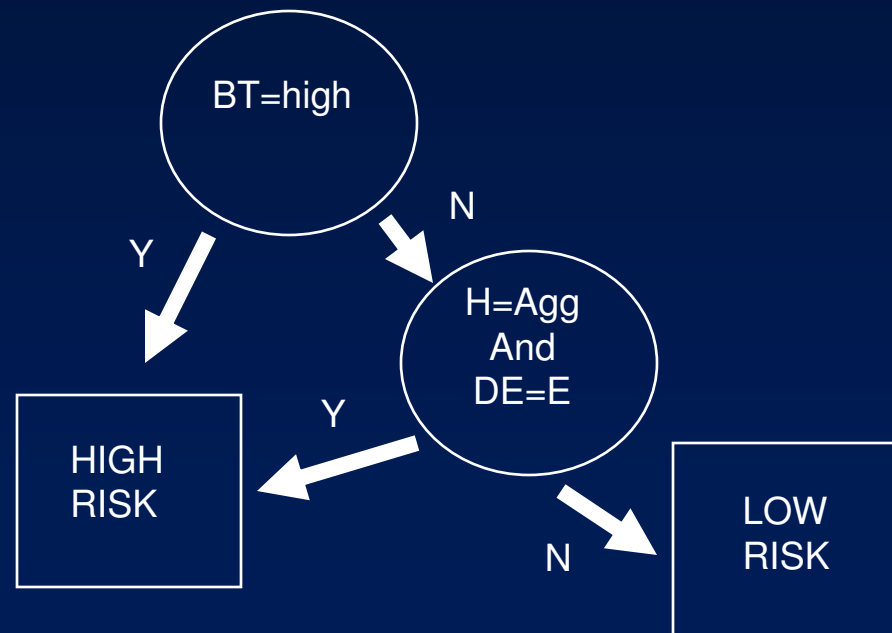 BT=high
N
Y
H=Agg
And
DE=E
Y
HIGH
RISK
LOW
RISK
N